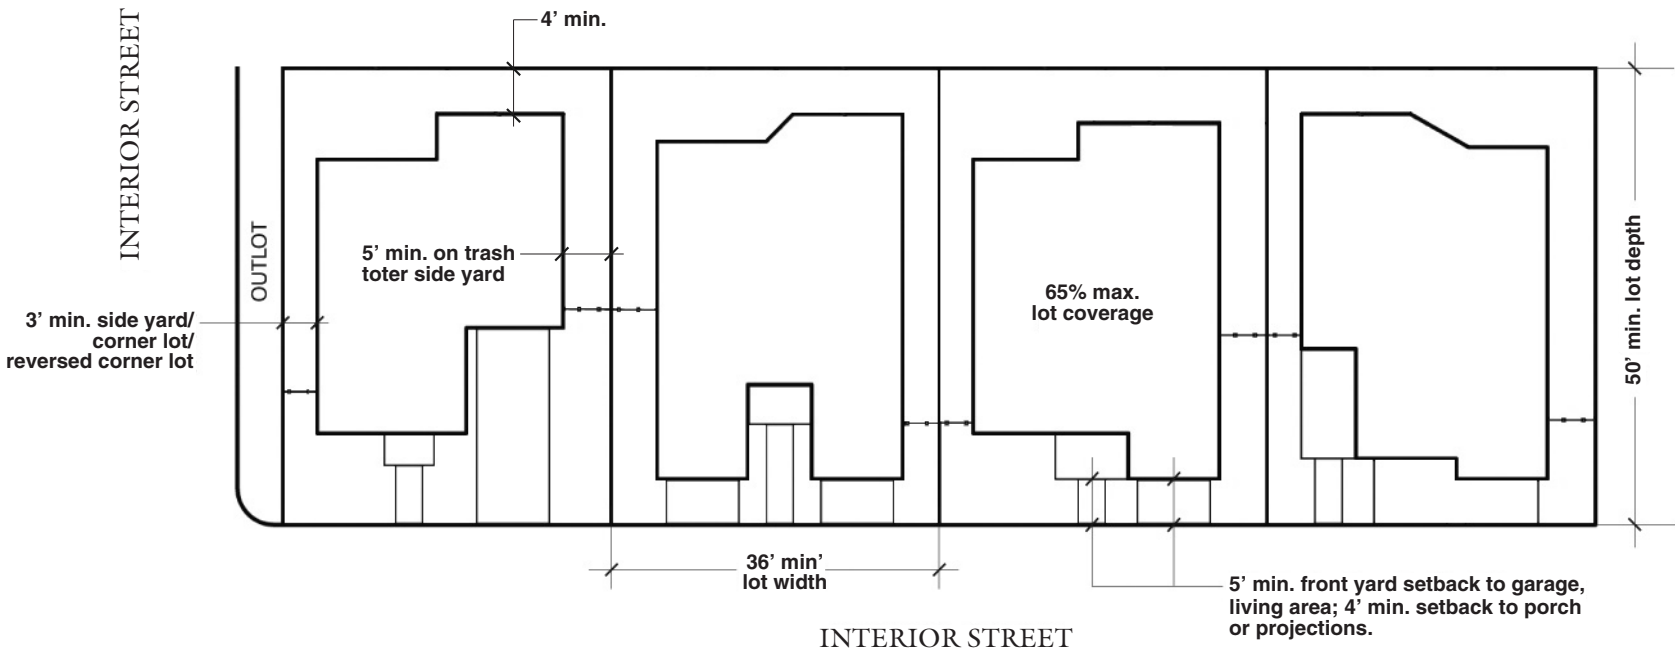 INTERIOR STREET
4’ min.
OUTLOT
5’ min. on trash
toter side yard
3’ min. side yard/
corner lot/
reversed corner lot
65% max.
lot coverage
50’ min. lot depth
36’ min’
lot width
5’ min. front yard setback to garage,
living area; 4’ min. setback to porch
or projections.
INTERIOR STREET